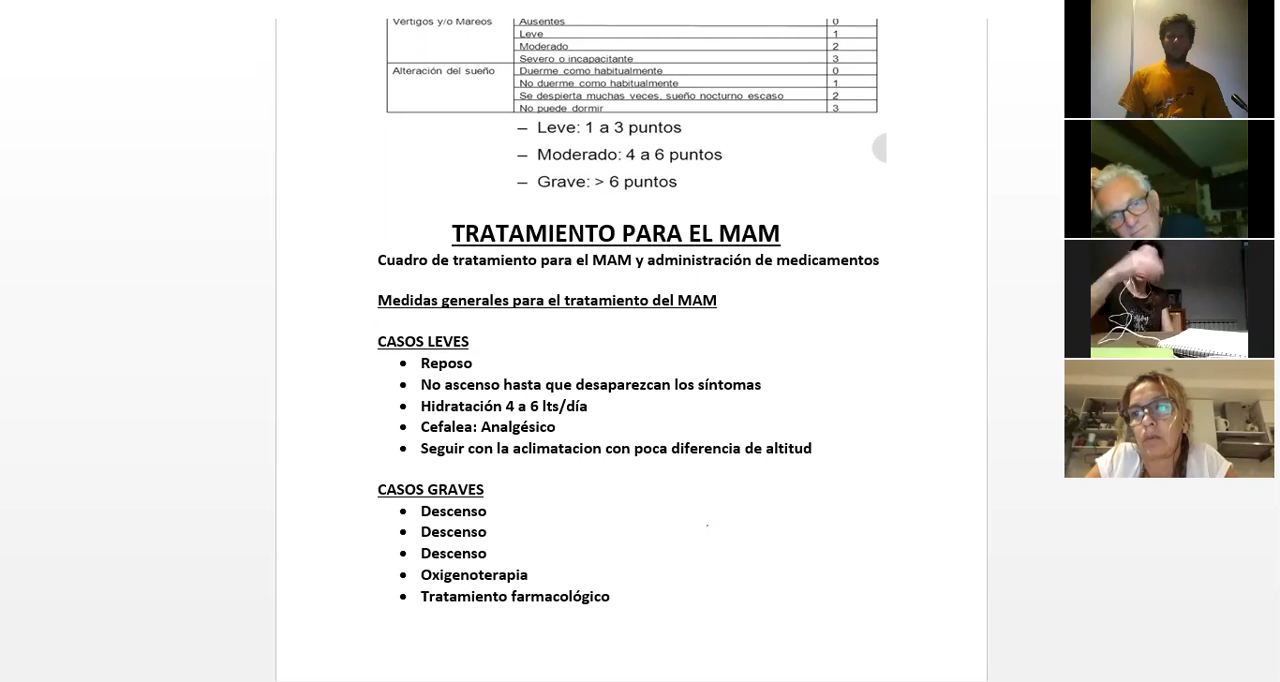 Vértigos y/o Mareos Ausentes 0
Leve 1
Moderado 2
Severo o incapacitante 3
Alteración del sueño Duerme como habitualmente 0
No duerme como habitualmente 1
Se despierta muchas veces, sueño nocturno escaso 2
No puede dormir 3
– Leve: 1 a 3 puntos
– Moderado: 4 a 6 puntos
– Grave: > 6 puntos
TRATAMIENTO PARA EL MAM
Cuadro de tratamiento para el MAM y administración de medicamentos
Medidas generales para el tratamiento del MAM
CASOS LEVES
• Reposo
• No ascenso hasta que desaparezcan los síntomas
• Hidratación 4 a 6 lts/día
• Cefalea: Analgésico
• Seguir con la aclimatacion con poca diferencia de altitud
CASOS GRAVES
• Descenso
• Descenso
• Descenso
• Oxigenoterapia
• Tratamiento farmacológico